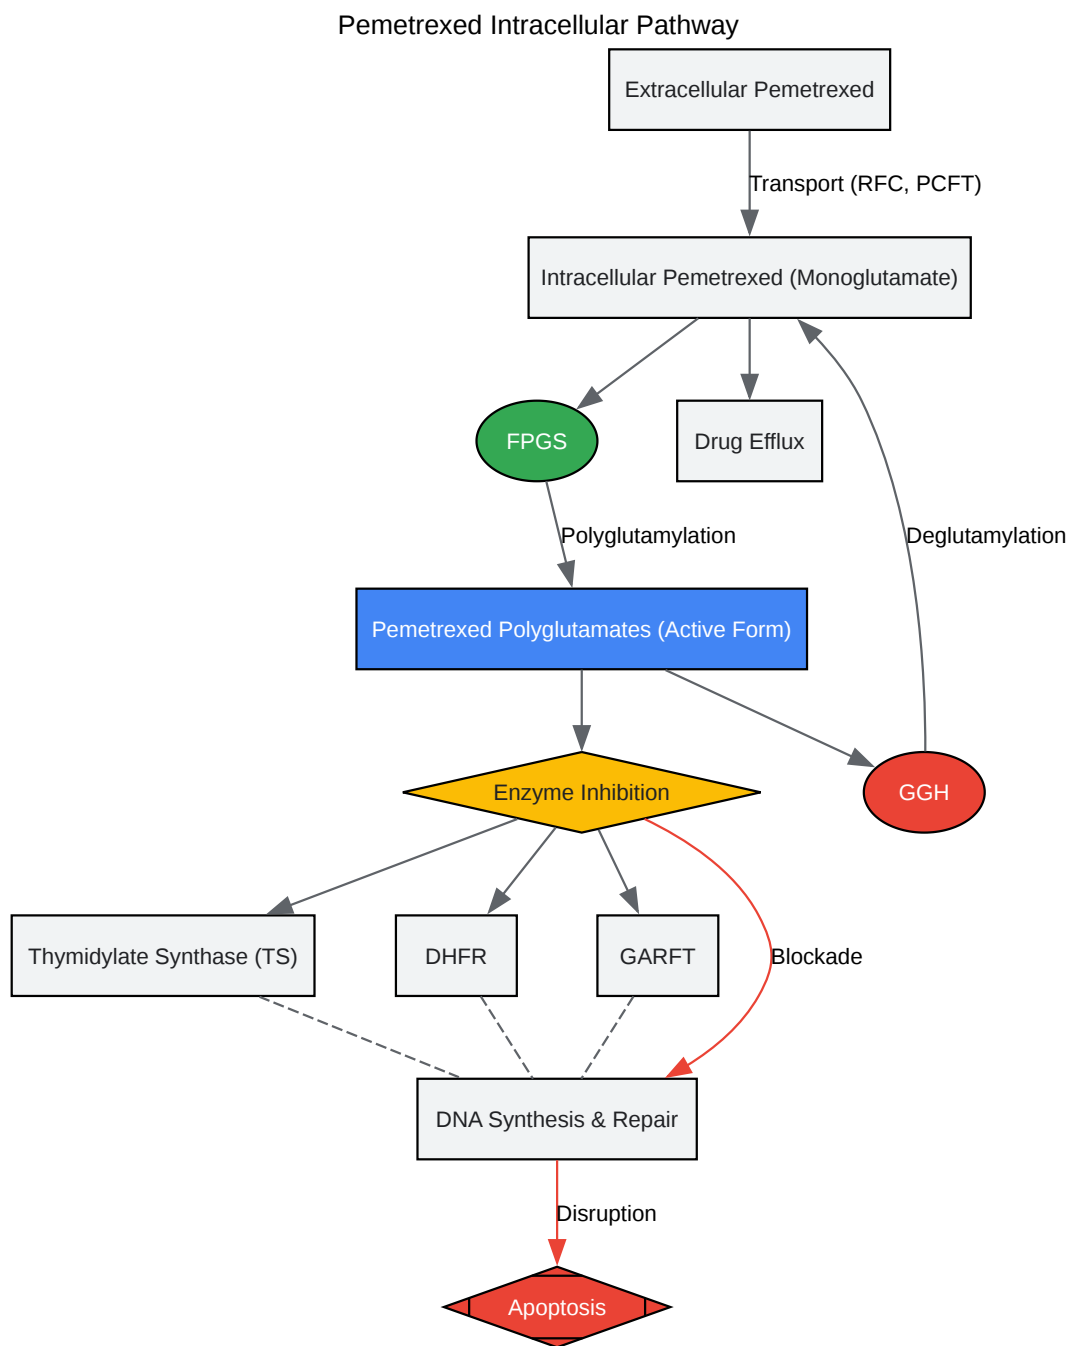 Pemetrexed Intracellular Pathway
Extracellular Pemetrexed
Transport (RFC, PCFT)
Intracellular Pemetrexed (Monoglutamate)
FPGS
Drug Efflux
Polyglutamylation
Deglutamylation
Pemetrexed Polyglutamates (Active Form)
Enzyme Inhibition
GGH
Thymidylate Synthase (TS)
DHFR
GARFT
Blockade
DNA Synthesis & Repair
Disruption
Apoptosis